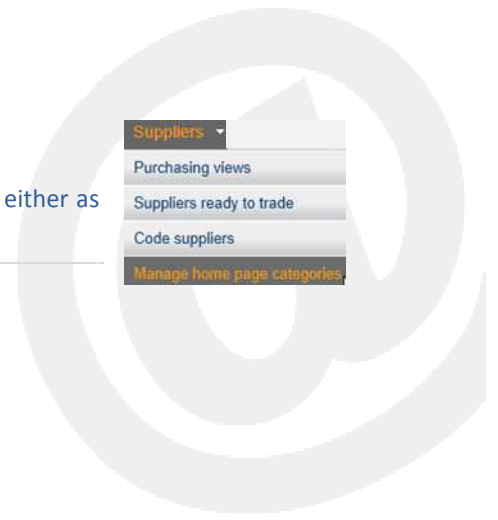 Suppliers
Purchasing views
either as
Suppliers ready to trade
Code suppliers
Manage home page categories